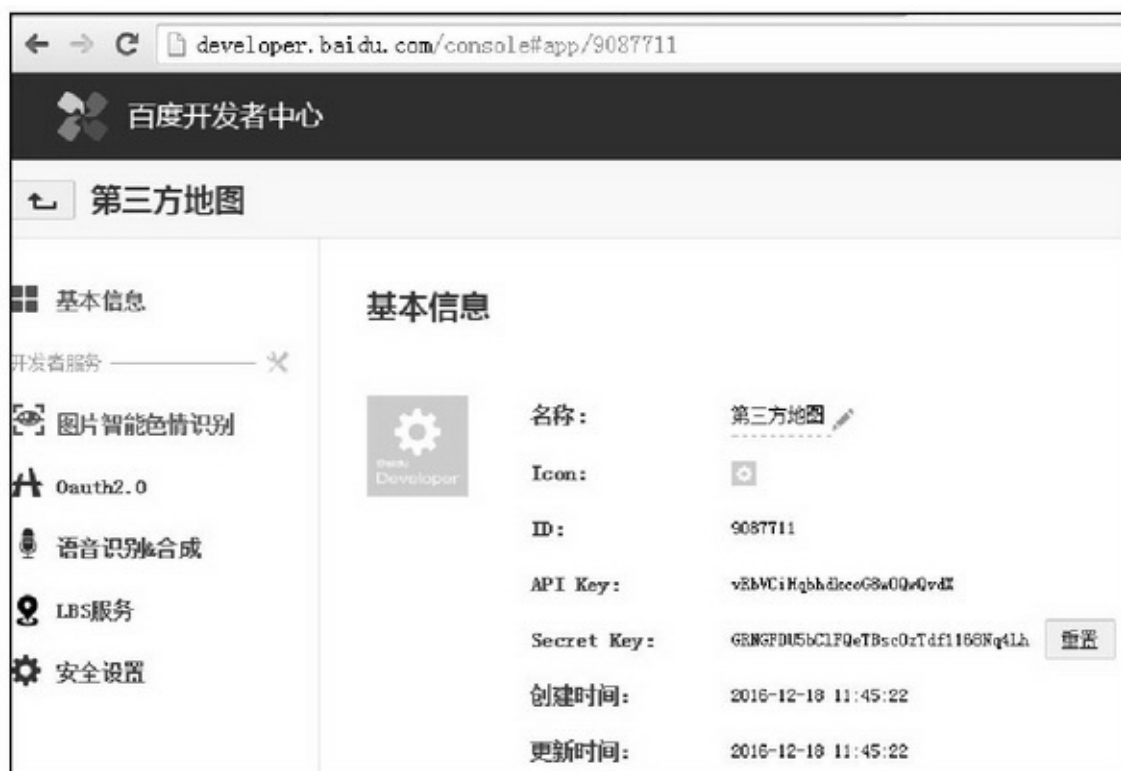 developer.baidu.com/console#app/9087711
百度开发者中心
第三方地图
基本信息
开发者服务
图片智能色情识别
Oauth2.0
语音识别&合成
LBS服务
安全设置
基本信息
Baidu
Developer
名称： 第三方地图
Icon:
ID: 9087711
API Key:
Secret Key: 重置
创建时间： 2016-12-18 11:45:22
更新时间： 2016-12-18 11:45:22